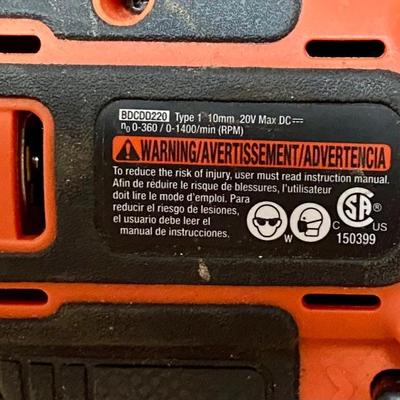 BDCDD220 Type 1 10mm 20V Max DC⎓
n₀ 0-360 / 0-1400/min (RPM)
WARNING/AVERTISSEMENT/ADVERTENCIA
To reduce the risk of injury, user must read instruction manual.
Afin de réduire le risque de blessures, l'utilisateur
doit lire le mode d'emploi. Para
reducir el riesgo de lesiones,
el usuario debe leer el
manual de instrucciones.
W
C SA ® US
150399